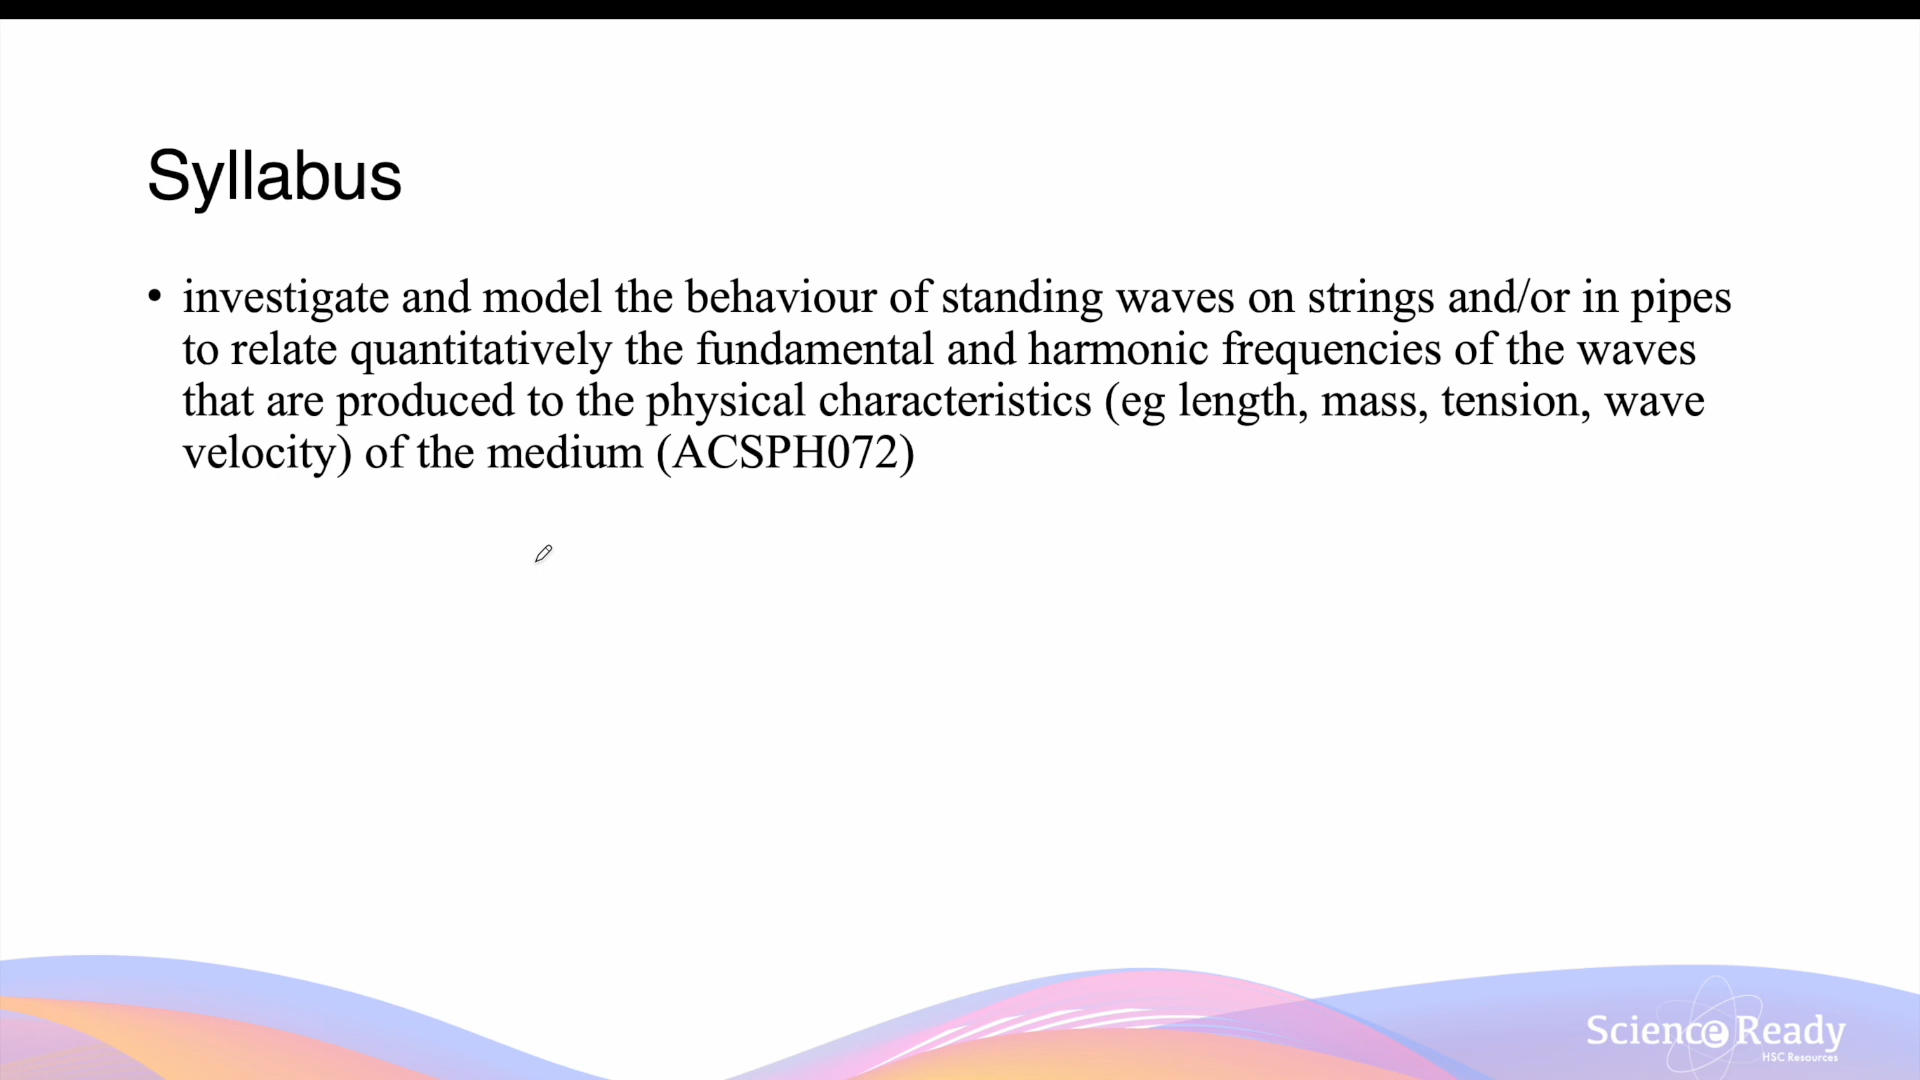 Syllabus
• investigate and model the behaviour of standing waves on strings and/or in pipes
to relate quantitatively the fundamental and harmonic frequencies of the waves
that are produced to the physical characteristics (eg length, mass, tension, wave
velocity) of the medium (ACSPH072)
Science Ready
HSC Resources